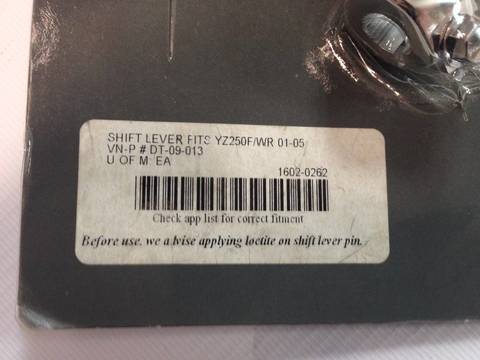 SHIFT LEVER FITS YZ250F/WR 01-05
VN-P # DT-09-013
U OF M: EA
1602-0262
Check app list for correct fitment
Before use, we a lvise applying loctite on shift lever pin.